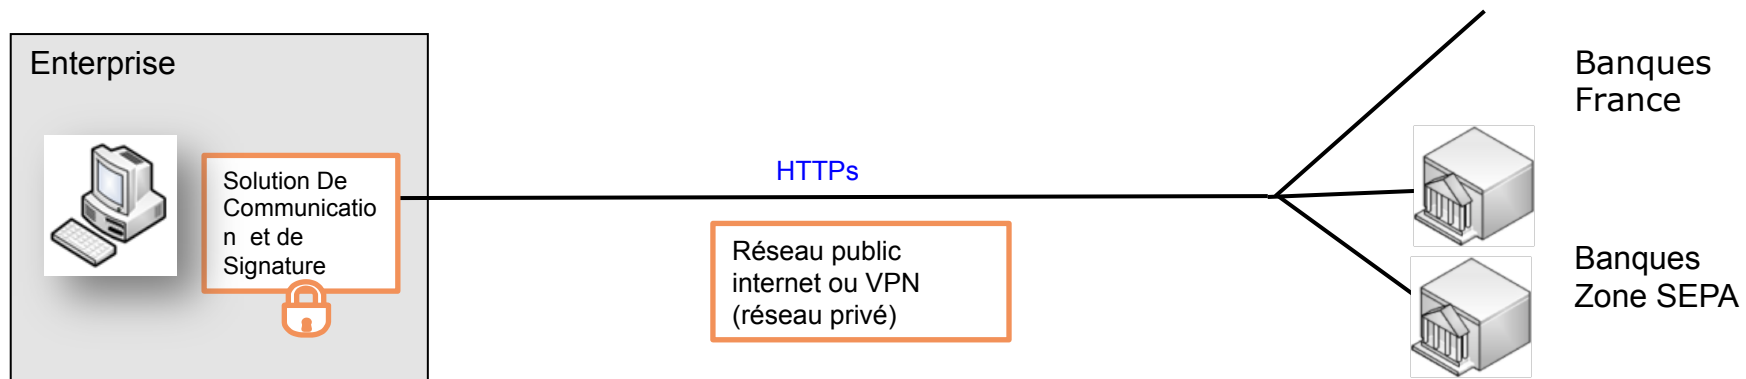 Enterprise
Solution De
Communicatio
n et de
Signature
HTTPs
Réseau public
internet ou VPN
(réseau privé)
Banques
France
Banques
Zone SEPA